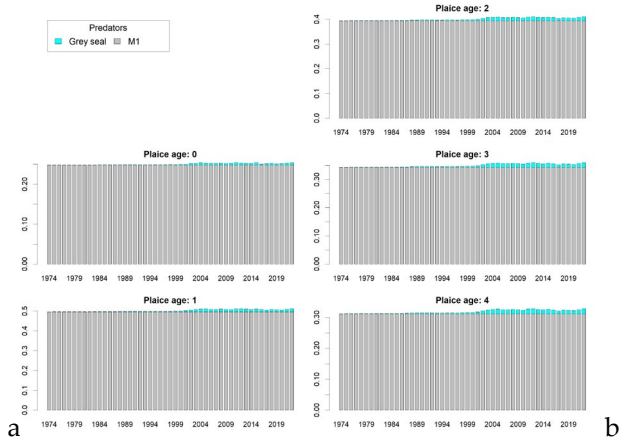 Predators
Grey seal M1
Plaice age: 0
0.00 0.10 0.20
1974 1979 1984 1989 1994 1999 2004 2009 2014 2019
Plaice age: 1
0.0 0.1 0.2 0.3 0.4 0.5
1974 1979 1984 1989 1994 1999 2004 2009 2014 2019
a
Plaice age: 2
0.0 0.1 0.2 0.3 0.4
1974 1979 1984 1989 1994 1999 2004 2009 2014 2019
Plaice age: 3
0.00 0.10 0.20 0.30
1974 1979 1984 1989 1994 1999 2004 2009 2014 2019
Plaice age: 4
0.00 0.10 0.20 0.30
1974 1979 1984 1989 1994 1999 2004 2009 2014 2019
b